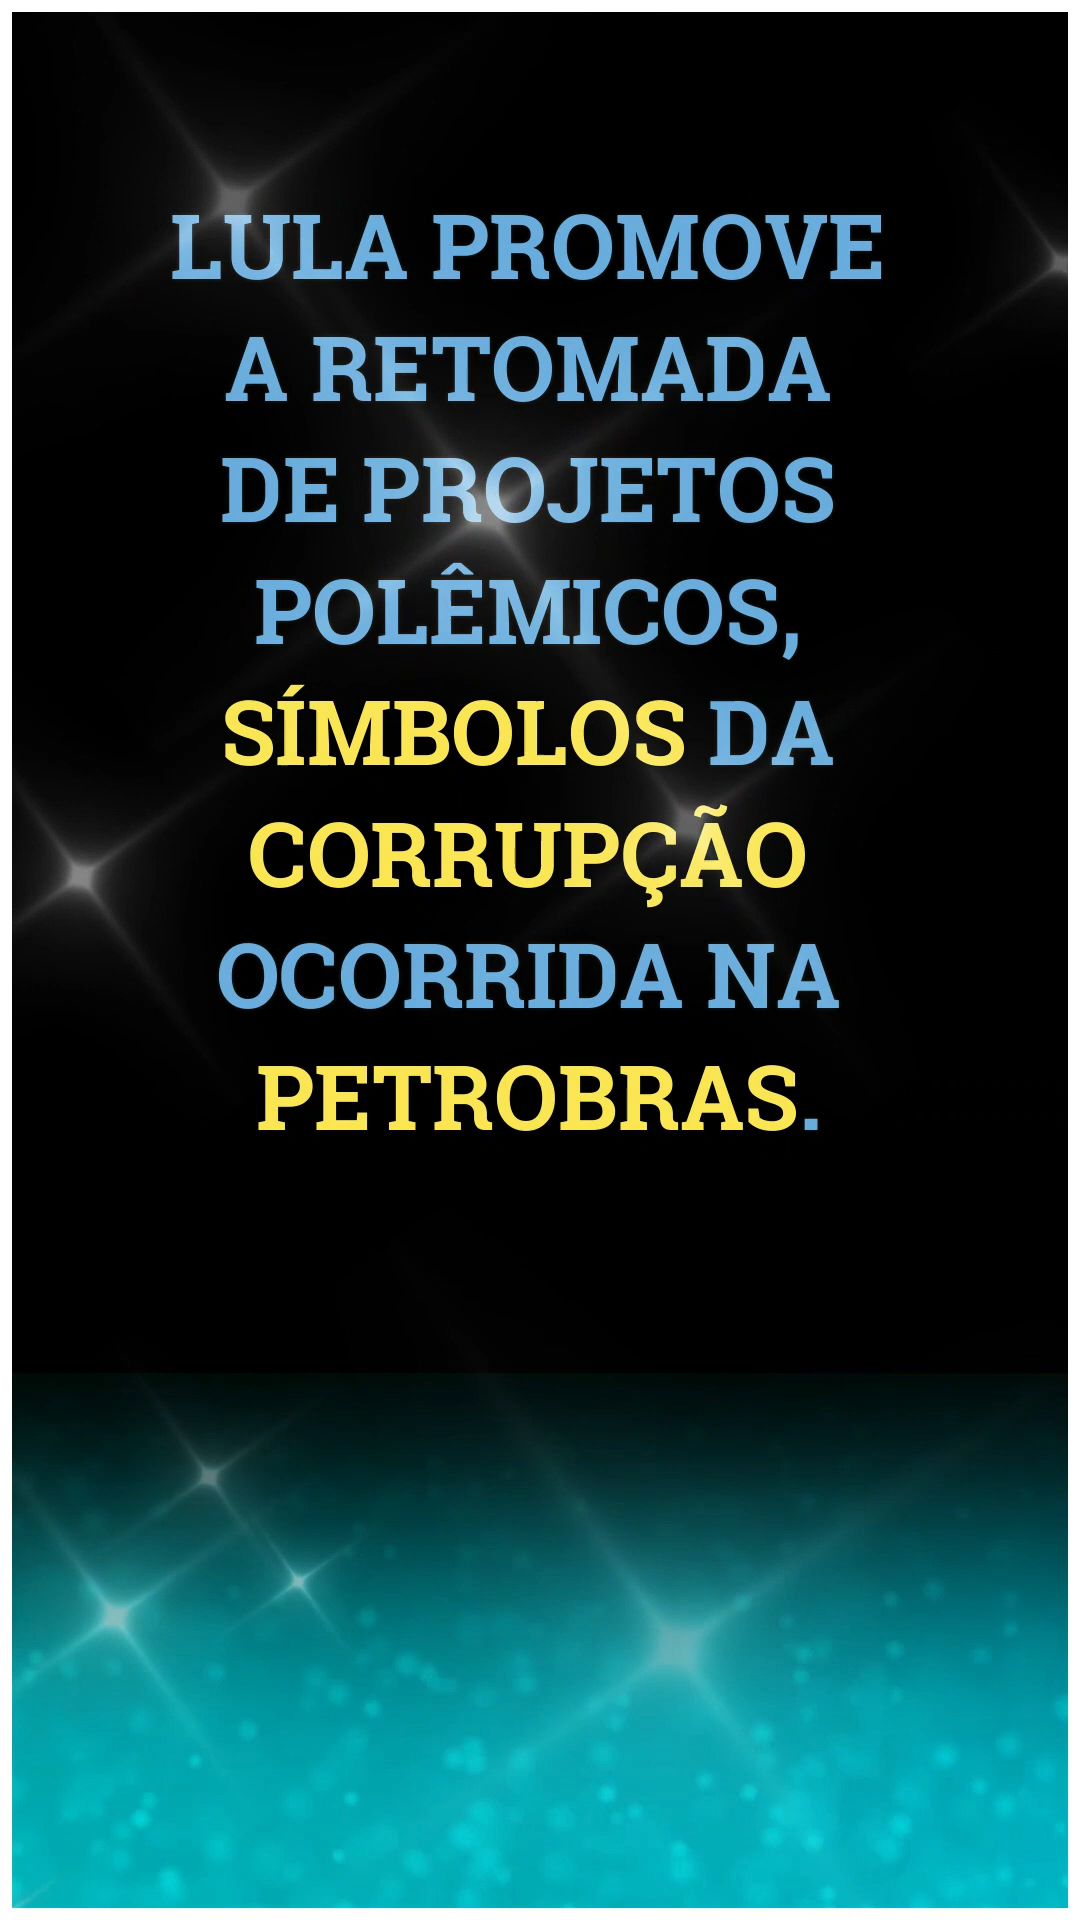 LULA PROMOVE
A RETOMADA
DE PROJETOS
POLÊMICOS,
SÍMBOLOS DA
CORRUPÇÃO
OCORRIDA NA
PETROBRAS.